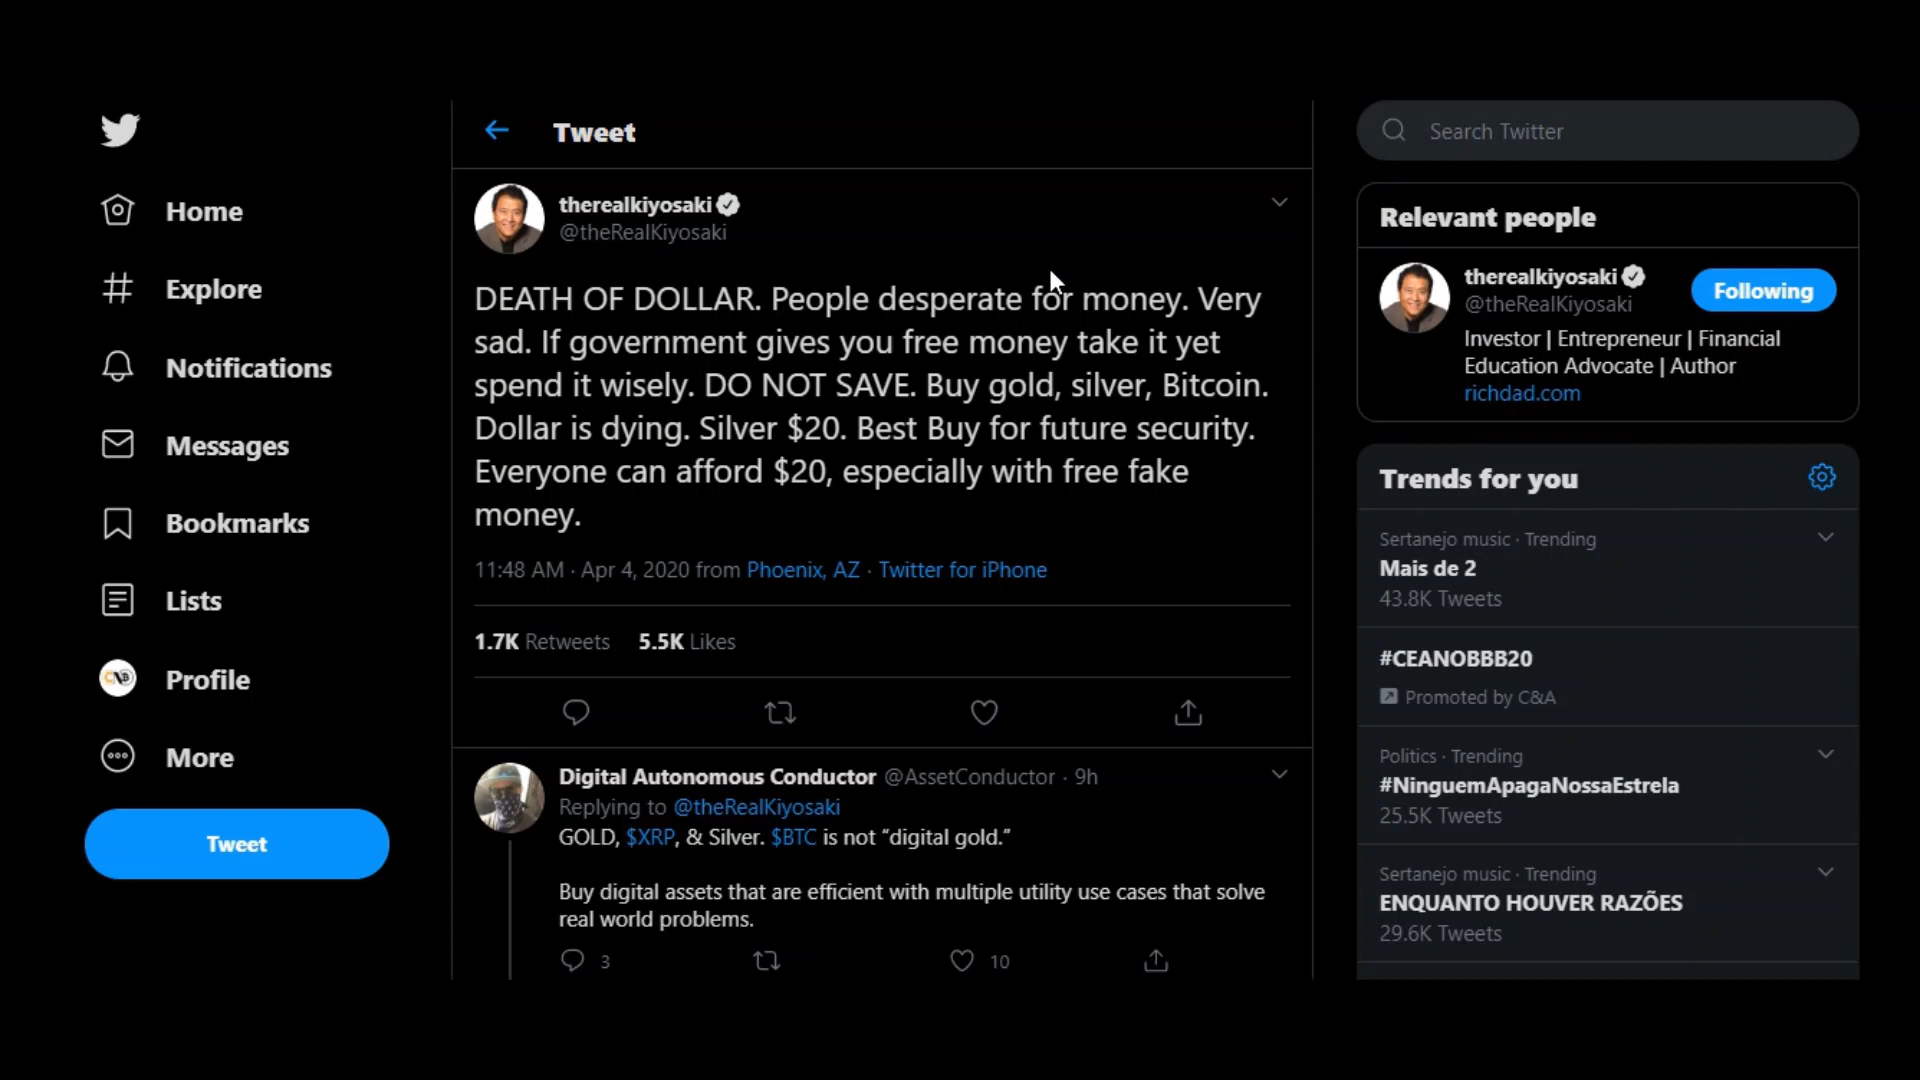 Home
Explore
Notifications
Messages
Bookmarks
Lists
Profile
More
Tweet
Tweet
therealkiyosaki
@theRealKiyosaki
DEATH OF DOLLAR. People desperate for money. Very
sad. If government gives you free money take it yet
spend it wisely. DO NOT SAVE. Buy gold, silver, Bitcoin.
Dollar is dying. Silver $20. Best Buy for future security.
Everyone can afford $20, especially with free fake
money.
11:48 AM · Apr 4, 2020 from Phoenix, AZ · Twitter for iPhone
1.7K Retweets 5.5K Likes
Digital Autonomous Conductor @AssetConductor · 9h
Replying to @theRealKiyosaki
GOLD, $XRP, & Silver. $BTC is not “digital gold.”
Buy digital assets that are efficient with multiple utility use cases that solve
real world problems.
3 10
Search Twitter
Relevant people
therealkiyosaki
@theRealKiyosaki
Following
Investor | Entrepreneur | Financial
Education Advocate | Author
richdad.com
Trends for you
Sertanejo music · Trending
Mais de 2
43.8K Tweets
#CEANOBBB20
Promoted by C&A
Politics · Trending
#NinguemApagaNossaEstrela
25.5K Tweets
Sertanejo music · Trending
ENQUANTO HOUVER RAZÕES
29.6K Tweets